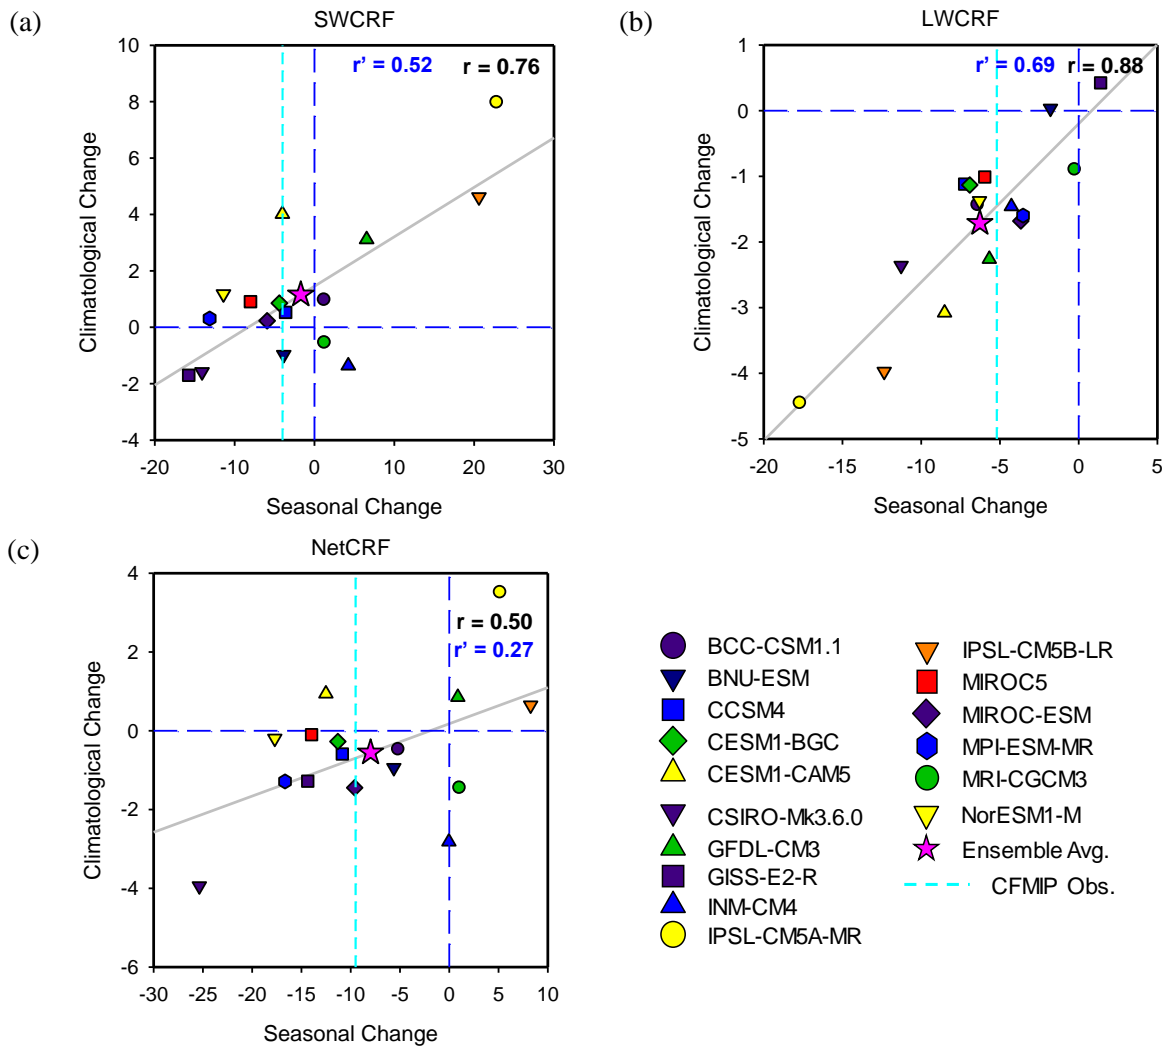 (a)
SWCRF
r' = 0.52 r = 0.76
10
8
6
4
2
0
-2
-4
Climatological Change
-20 -10 0 10 20 30
Seasonal Change
(b)
LWCRF
r' = 0.69 r = 0.88
1
0
-1
-2
-3
-4
-5
Climatological Change
-20 -15 -10 -5 0 5
Seasonal Change
(c)
NetCRF
r = 0.50
r' = 0.27
4
2
0
-2
-4
-6
Climatological Change
-30 -25 -20 -15 -10 -5 0 5 10
Seasonal Change
BCC-CSM1.1
BNU-ESM
CCSM4
CESM1-BGC
CESM1-CAM5
CSIRO-Mk3.6.0
GFDL-CM3
GISS-E2-R
INM-CM4
IPSL-CM5A-MR
IPSL-CM5B-LR
MIROC5
MIROC-ESM
MPI-ESM-MR
MRI-CGCM3
NorESM1-M
Ensemble Avg.
CFMIP Obs.